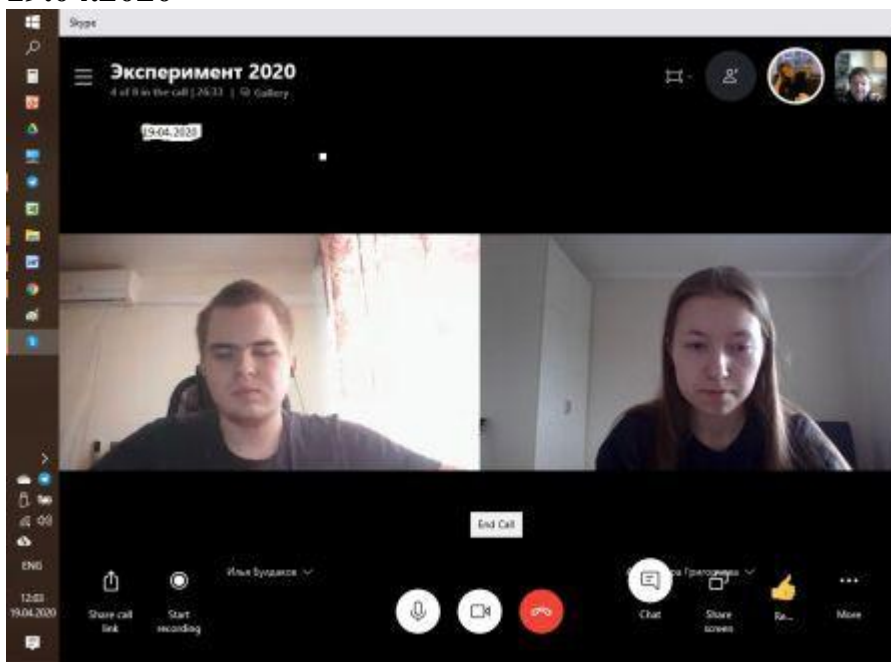 Skype
Эксперимент 2020
4 of 8 in the call | 26:33 | Gallery
19-04.2020
End Call
Илья Булдаков
Share call link
Start recording
Chat
Share screen
Re...
More
ENG
12:03
19.04.2020